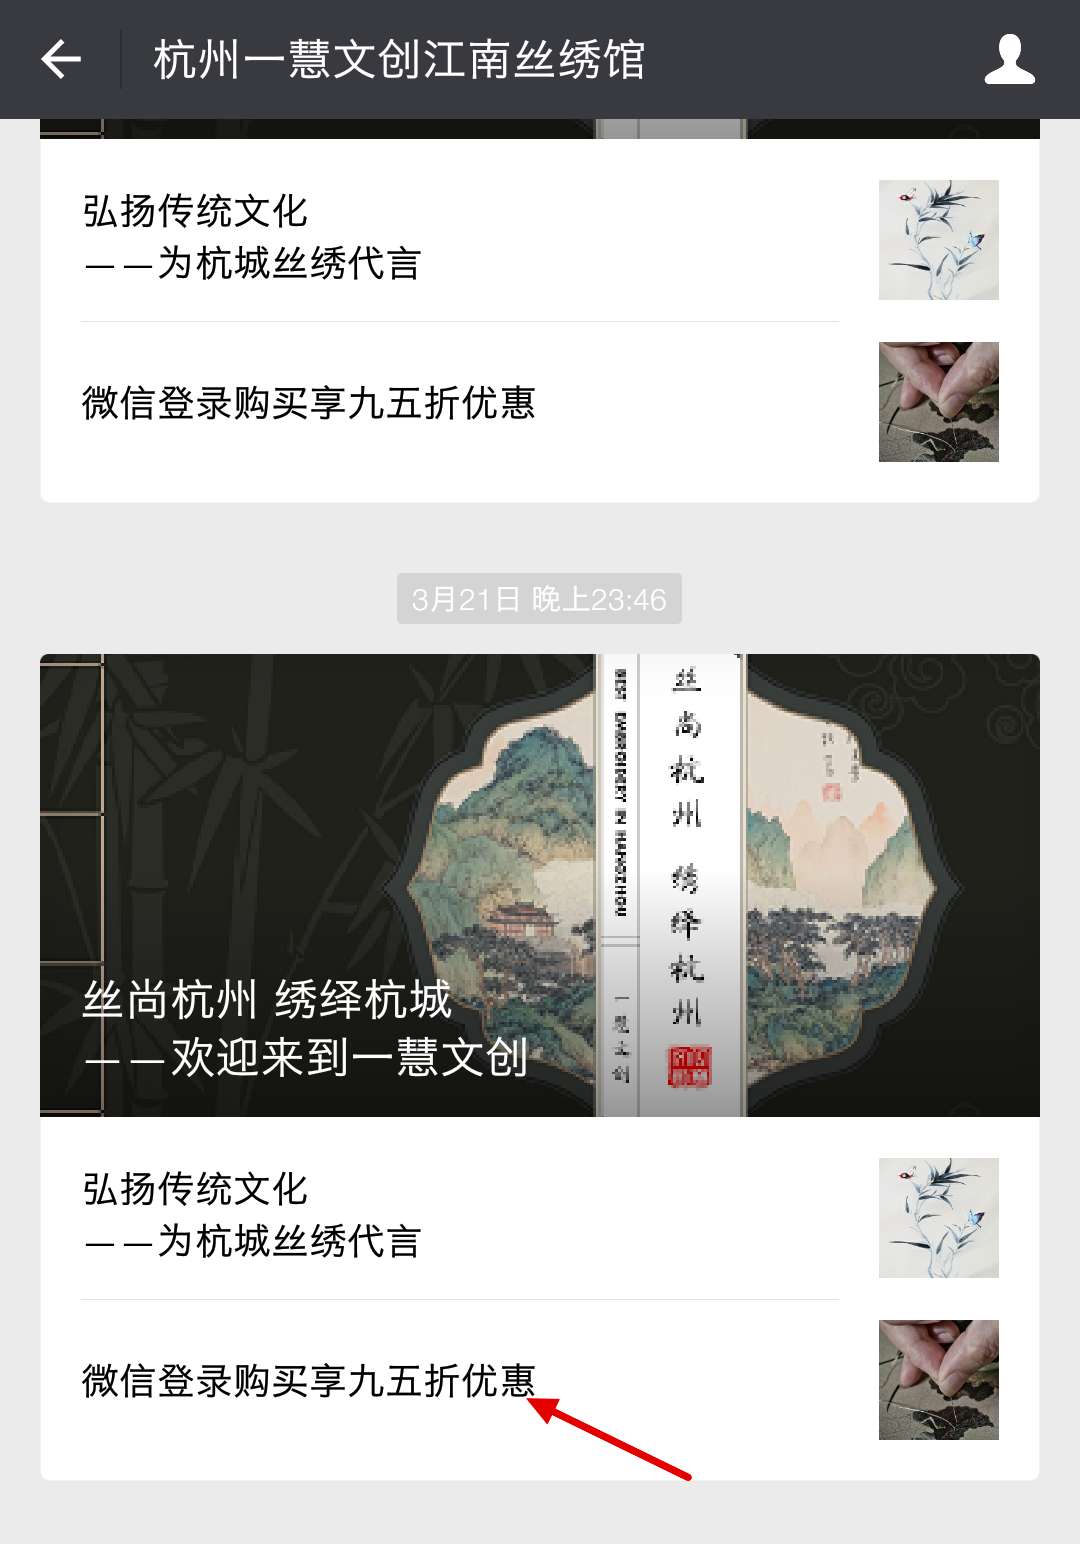 杭州一慧文创江南丝绣馆
弘扬传统文化
——为杭城丝绣代言
微信登录购买享九五折优惠
3月21日 晚上23:46
BEST EMBROIDERY IN HANGZHOU
丝尚杭州 绣绎杭州
一慧文创
丝尚杭州 绣绎杭城
——欢迎来到一慧文创
弘扬传统文化
——为杭城丝绣代言
微信登录购买享九五折优惠